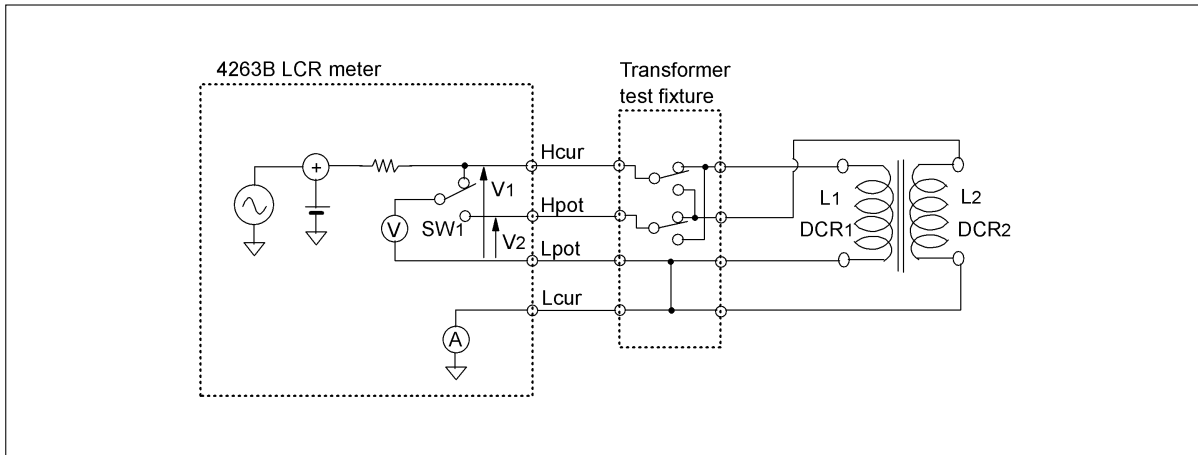 4263B LCR meter
Transformer
test fixture
+
V
SW1
V1
V2
A
Hcur
Hpot
Lpot
Lcur
L1
DCR1
L2
DCR2